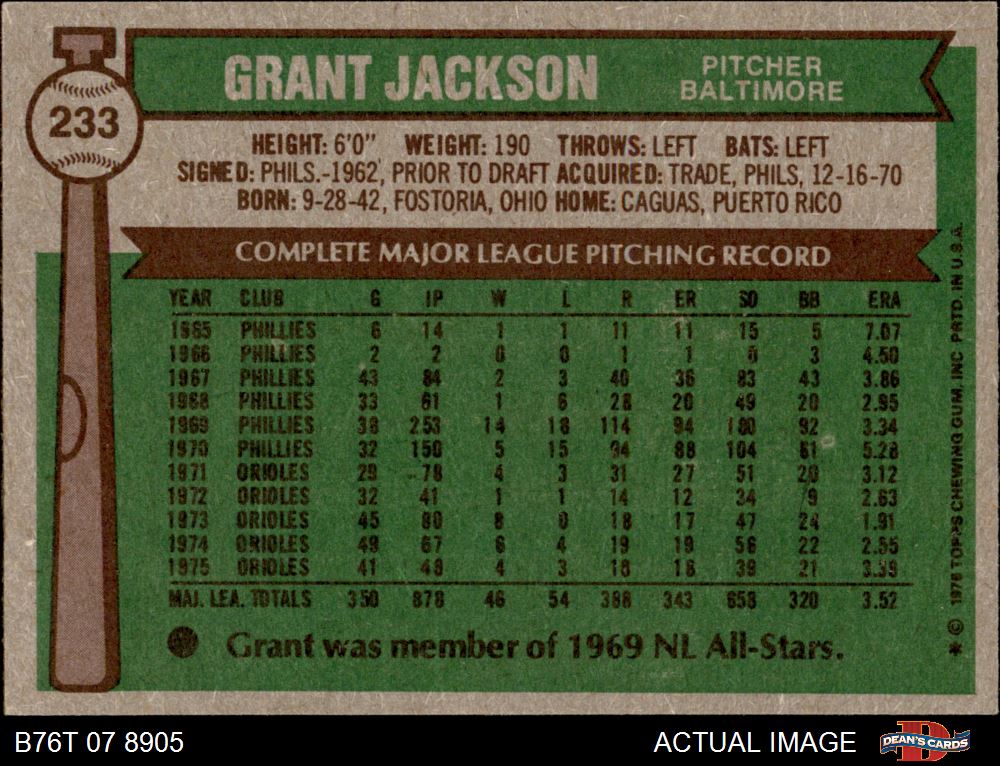 233
GRANT JACKSON
PITCHER
BALTIMORE
HEIGHT: 6'0" WEIGHT: 190 THROWS: LEFT BATS: LEFT
SIGNED: PHILS.-1962, PRIOR TO DRAFT ACQUIRED: TRADE, PHILS, 12-16-70
BORN: 9-28-42, FOSTORIA, OHIO HOME: CAGUAS, PUERTO RICO
COMPLETE MAJOR LEAGUE PITCHING RECORD
YEAR CLUB G IP W L R ER SO BB ERA
1965 PHILLIES 6 14 1 1 11 11 15 5 7.07
1966 PHILLIES 2 2 0 0 1 1 0 3 4.50
1967 PHILLIES 43 84 2 3 40 36 83 43 3.86
1968 PHILLIES 33 61 1 6 28 20 49 20 2.95
1969 PHILLIES 38 253 14 18 114 94 180 92 3.34
1970 PHILLIES 32 150 5 15 94 88 104 61 5.28
1971 ORIOLES 29 78 4 3 31 27 51 20 3.12
1972 ORIOLES 32 41 1 1 14 12 34 9 2.63
1973 ORIOLES 45 80 8 0 18 17 47 24 1.91
1974 ORIOLES 49 67 6 4 19 19 56 22 2.55
1975 ORIOLES 41 48 4 3 18 18 39 21 3.39
MAJ. LEA. TOTALS 350 878 46 54 388 343 658 320 3.52
Grant was member of 1969 NL All-Stars.
* © 1976 TOPPS CHEWING GUM, INC PRTD. IN U.S.A.
B76T 07 8905 ACTUAL IMAGE
DEAN'S CARDS